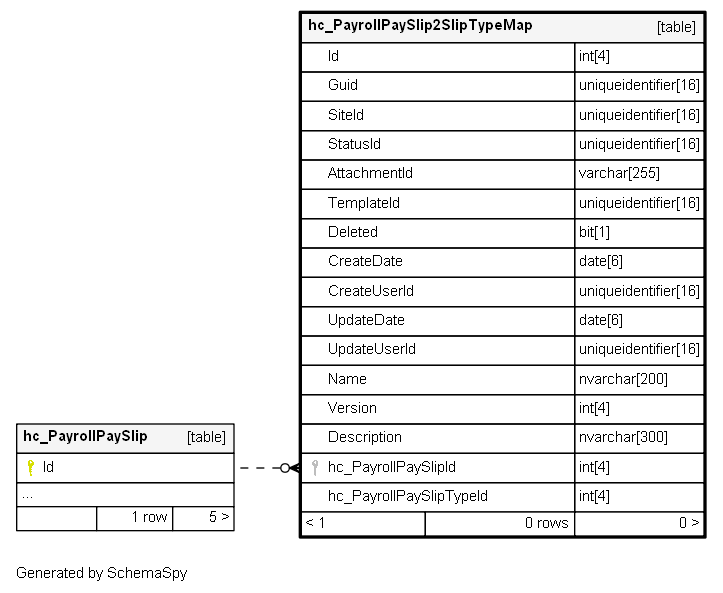 hc_PayrollPaySlip2SlipTypeMap [table]
Id int[4]
Guid uniqueidentifier[16]
SiteId uniqueidentifier[16]
StatusId uniqueidentifier[16]
AttachmentId varchar[255]
TemplateId uniqueidentifier[16]
Deleted bit[1]
CreateDate date[6]
CreateUserId uniqueidentifier[16]
UpdateDate date[6]
UpdateUserId uniqueidentifier[16]
Name nvarchar[200]
Version int[4]
Description nvarchar[300]
hc_PayrollPaySlipId int[4]
hc_PayrollPaySlipTypeId int[4]
< 1 0 rows 0 >
hc_PayrollPaySlip [table]
Id
...
1 row 5 >
Generated by SchemaSpy